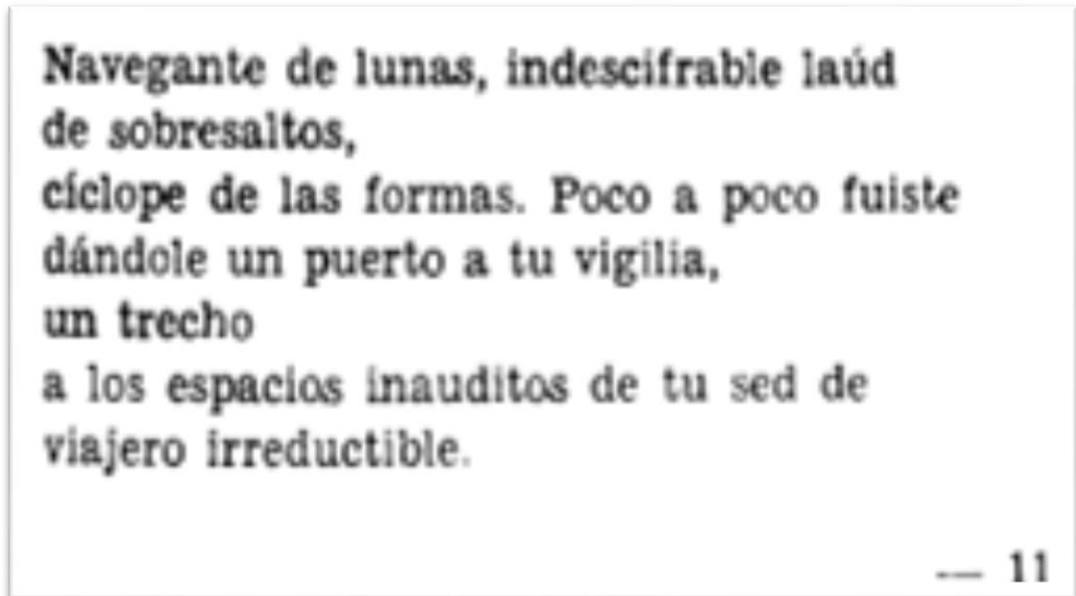 Navegante de lunas, indescifrable laúd
de sobresaltos,
cíclope de las formas. Poco a poco fuiste
dándole un puerto a tu vigilia,
un trecho
a los espacios inauditos de tu sed de
viajero irreductible.
— 11